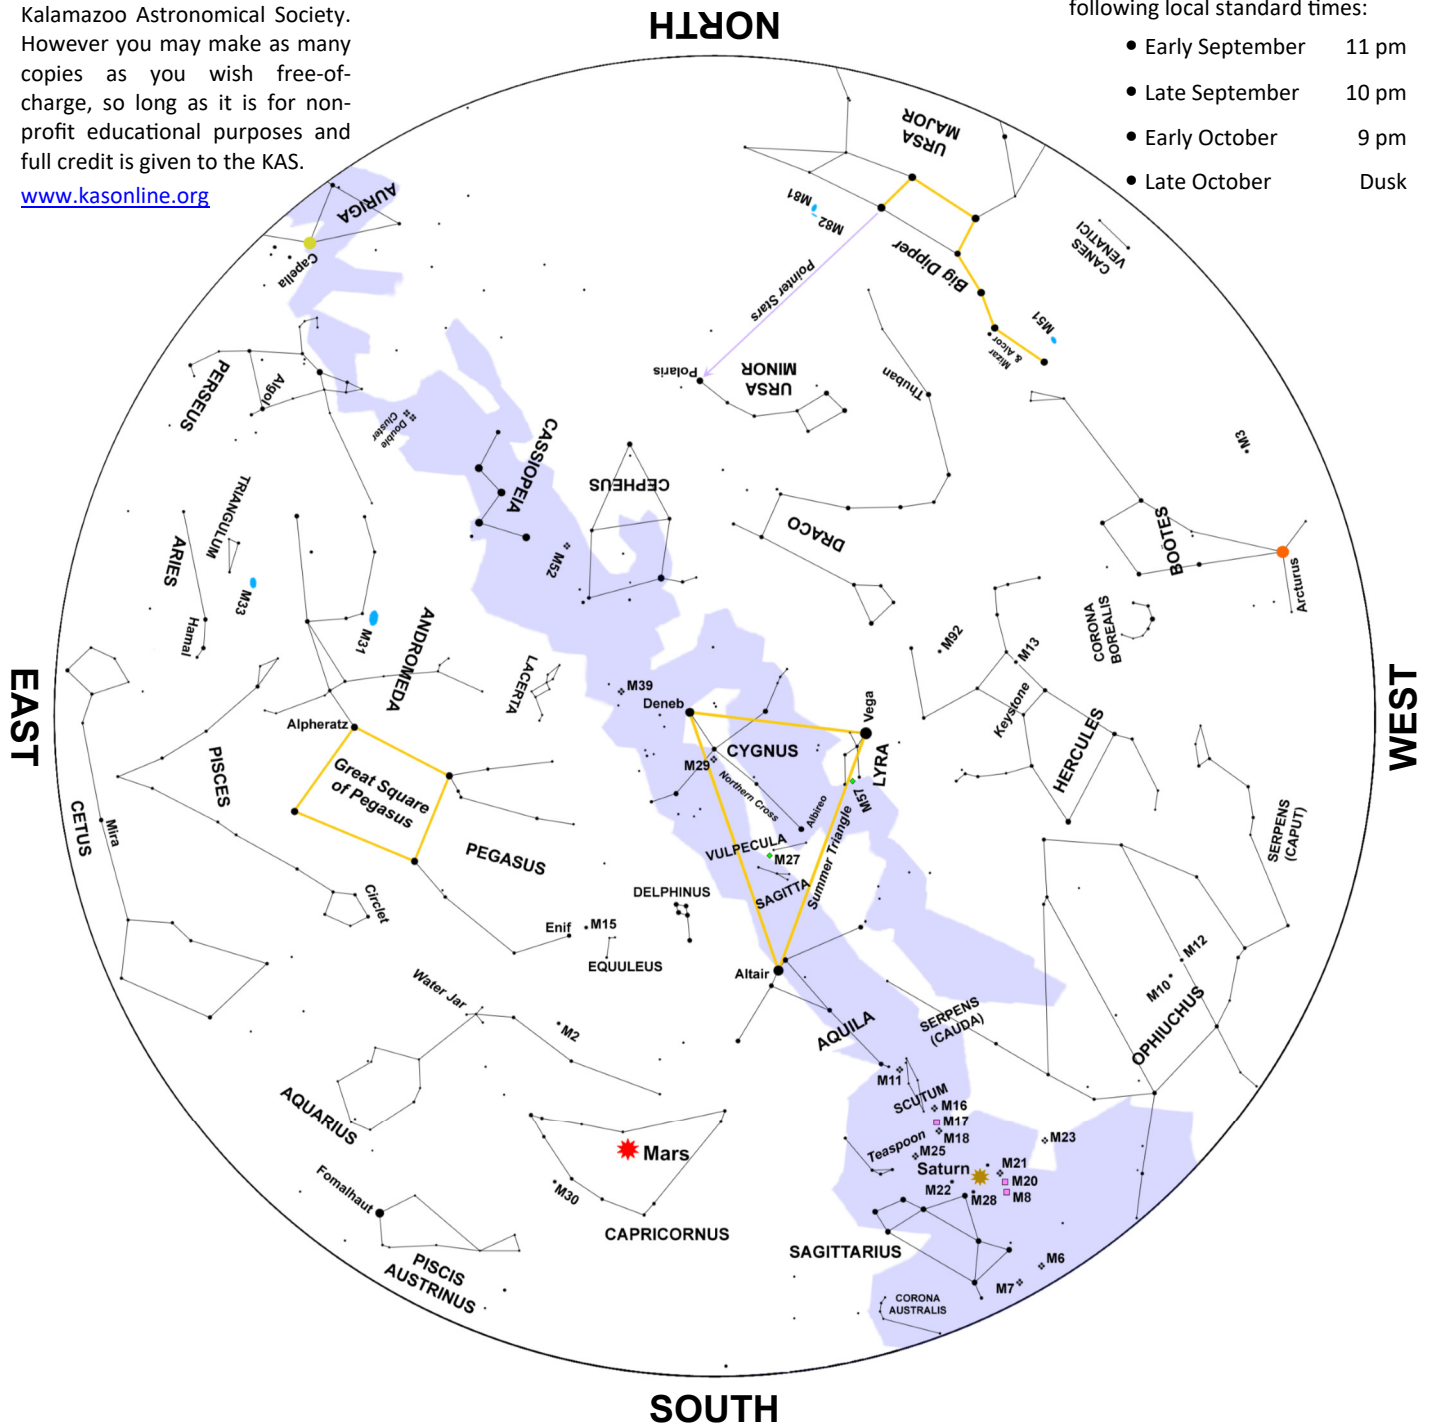 Kalamazoo Astronomical Society.
However you may make as many
copies as you wish free-of-
charge, so long as it is for non-
profit educational purposes and
full credit is given to the KAS.
www.kasonline.org
following local standard times:
• Early September 11 pm
• Late September 10 pm
• Early October 9 pm
• Late October Dusk
NORTH
URSA
MAJOR
AURIGA
Capella
M81
M82
CANES
VENATICI
Big Dipper
Pointer Stars
M51
Mizar
& Alcor
Polaris
URSA
MINOR
Thuban
PERSEUS
Algol
Double
Cluster
CASSIOPEIA
CEPHEUS
M3
TRIANGULUM
ARIES
DRACO
BOOTES
M52
M33
Hamal
M31
ANDROMEDA
Arcturus
CORONA
BOREALIS
M92
M13
LACERTA
M39
Deneb
Vega
Keystone
EAST
WEST
Alpheratz
CYGNUS
LYRA
HERCULES
M29
Northern Cross
Albireo
M57
PISCES
Great Square
of Pegasus
CETUS
Mira
PEGASUS
VULPECULA
M27
SAGITTA
Summer Triangle
SERPENS
(CAPUT)
Circlet
DELPHINUS
Enif
M15
EQUULEUS
M12
M10
Altair
Water Jar
M2
AQUILA
SERPENS
(CAUDA)
OPHIUCHUS
AQUARIUS
M11
SCUTUM
M16
M17
M18
M23
Teaspoon
M25
Mars
Saturn
M21
M20
M8
M22
M28
Fomalhaut
M30
CAPRICORNUS
SAGITTARIUS
M6
M7
PISCIS
AUSTRINUS
CORONA
AUSTRALIS
SOUTH